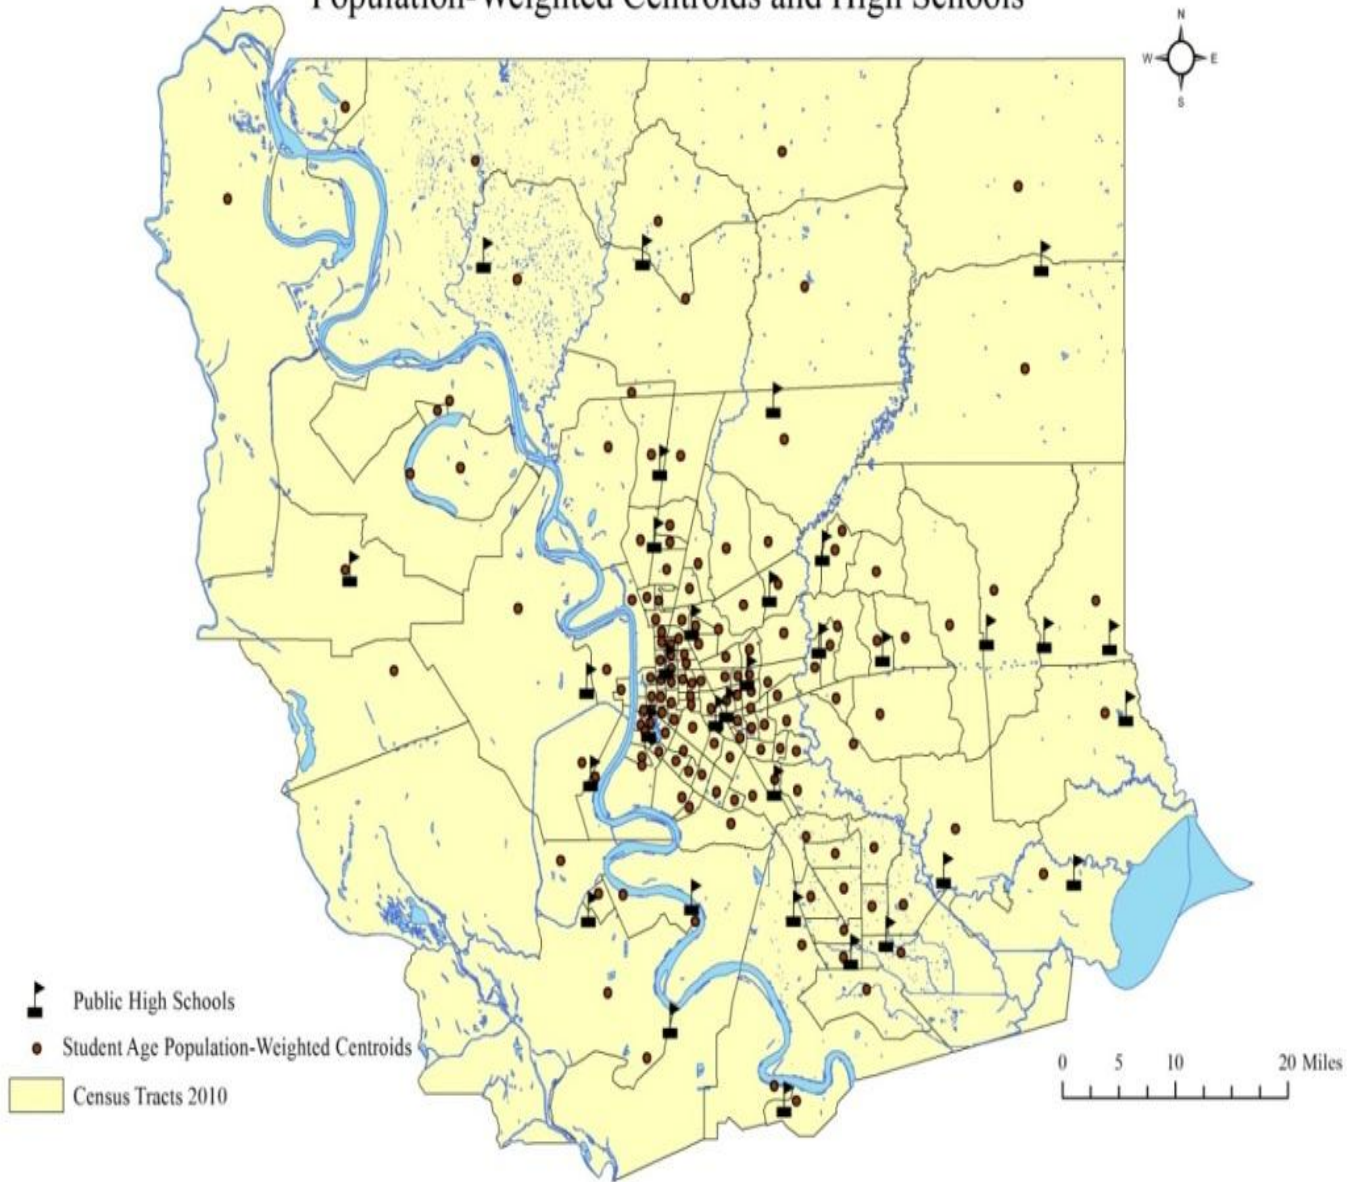 Population-Weighted Centroids and High Schools
N
W E
S
Public High Schools
Student Age Population-Weighted Centroids
Census Tracts 2010
0 5 10 20 Miles